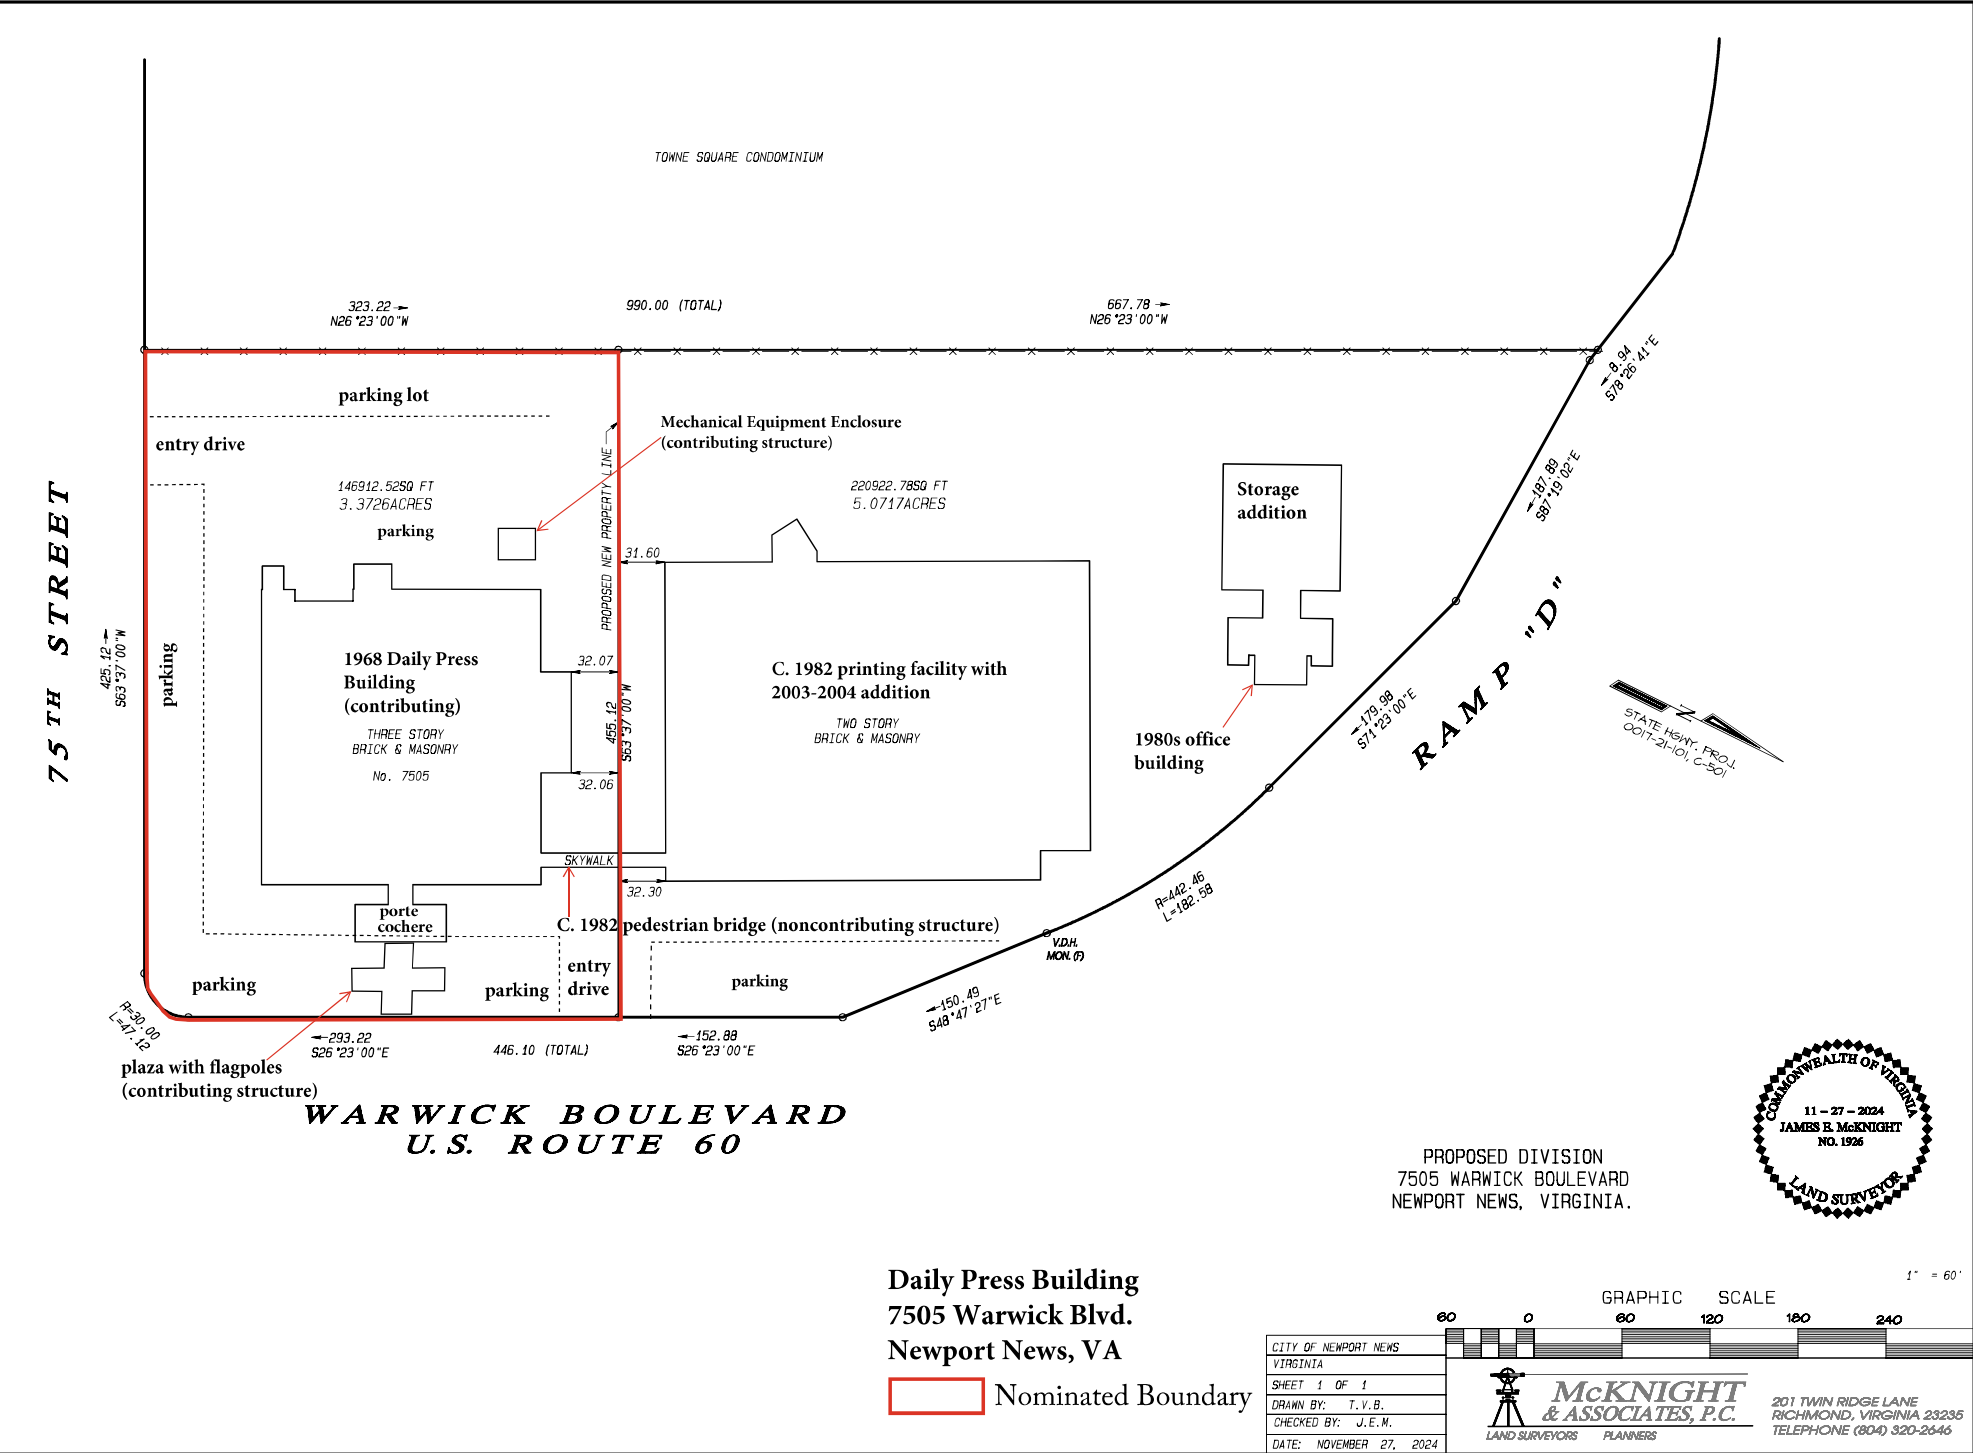 TOWNE SQUARE CONDOMINIUM
323.22
N26°23'00"W
990.00 (TOTAL)
667.78
N26°23'00"W
8.94
S78°26'41"E
parking lot
entry drive
Mechanical Equipment Enclosure
(contributing structure)
146912.52SQ FT
3.3726ACRES
parking
220922.78SQ FT
5.0717ACRES
PROPOSED NEW PROPERTY LINE
Storage
addition
187.89
S87°19'02"E
75TH STREET
425.12
S63°37'00"W
parking
31.60
1968 Daily Press
Building
(contributing)
THREE STORY
BRICK & MASONRY
No. 7505
32.07
455.12
S63°37'00"W
32.06
C. 1982 printing facility with
2003-2004 addition
TWO STORY
BRICK & MASONRY
1980s office
building
179.98
S71°23'00"E
RAMP "D"
N
STATE HGWY. PROJ.
0017-21-101, C-501
SKYWALK
32.30
R=442.46
L=182.58
porte
cochere
C. 1982 pedestrian bridge (noncontributing structure)
V.D.H.
MON. (F)
parking
parking
entry
drive
parking
150.49
S48°47'27"E
R=30.00
L=47.12
293.22
S26°23'00"E
446.10 (TOTAL)
152.88
S26°23'00"E
plaza with flagpoles
(contributing structure)
WARWICK BOULEVARD
U.S. ROUTE 60
COMMONWEALTH OF VIRGINIA
11-27-2024
JAMES E. McKNIGHT
NO. 1926
LAND SURVEYOR
PROPOSED DIVISION
7505 WARWICK BOULEVARD
NEWPORT NEWS, VIRGINIA.
Daily Press Building
7505 Warwick Blvd.
Newport News, VA
Nominated Boundary
1" = 60'
GRAPHIC SCALE
60 0 60 120 180 240
CITY OF NEWPORT NEWS
VIRGINIA
SHEET 1 OF 1
DRAWN BY: T.V.B.
CHECKED BY: J.E.M.
DATE: NOVEMBER 27, 2024
McKNIGHT
& ASSOCIATES, P.C.
LAND SURVEYORS PLANNERS
201 TWIN RIDGE LANE
RICHMOND, VIRGINIA 23235
TELEPHONE (804) 320-2646